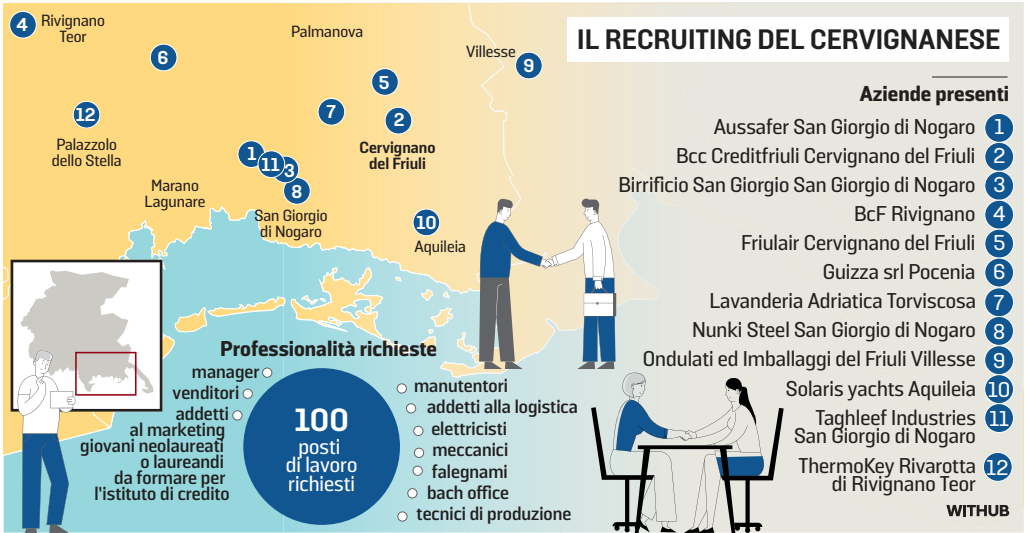 IL RECRUITING DEL CERVIGNANESE
4
Rivignano
Teor
6
Palmanova
Villesse
9
5
7
2
Cervignano
del Friuli
12
Palazzolo
dello Stella
1
11
3
8
Marano
Lagunare
San Giorgio
di Nogaro
10
Aquileia
Aziende presenti
Aussafer San Giorgio di Nogaro 1
Bcc Creditfriuli Cervignano del Friuli 2
Birrificio San Giorgio San Giorgio di Nogaro 3
BcF Rivignano 4
Friulair Cervignano del Friuli 5
Guizza srl Pocenia 6
Lavanderia Adriatica Torviscosa 7
Nunki Steel San Giorgio di Nogaro 8
Ondulati ed Imballaggi del Friuli Villesse 9
Solaris yachts Aquileia 10
Taghleef Industries 11
San Giorgio di Nogaro
ThermoKey Rivarotta 12
di Rivignano Teor
Professionalità richieste
manager
venditori
addetti
al marketing
giovani neolaureati
o laureandi
da formare per
l'istituto di credito
100
posti
di lavoro
richiesti
manutentori
addetti alla logistica
elettricisti
meccanici
falegnami
bach office
tecnici di produzione
WITHUB